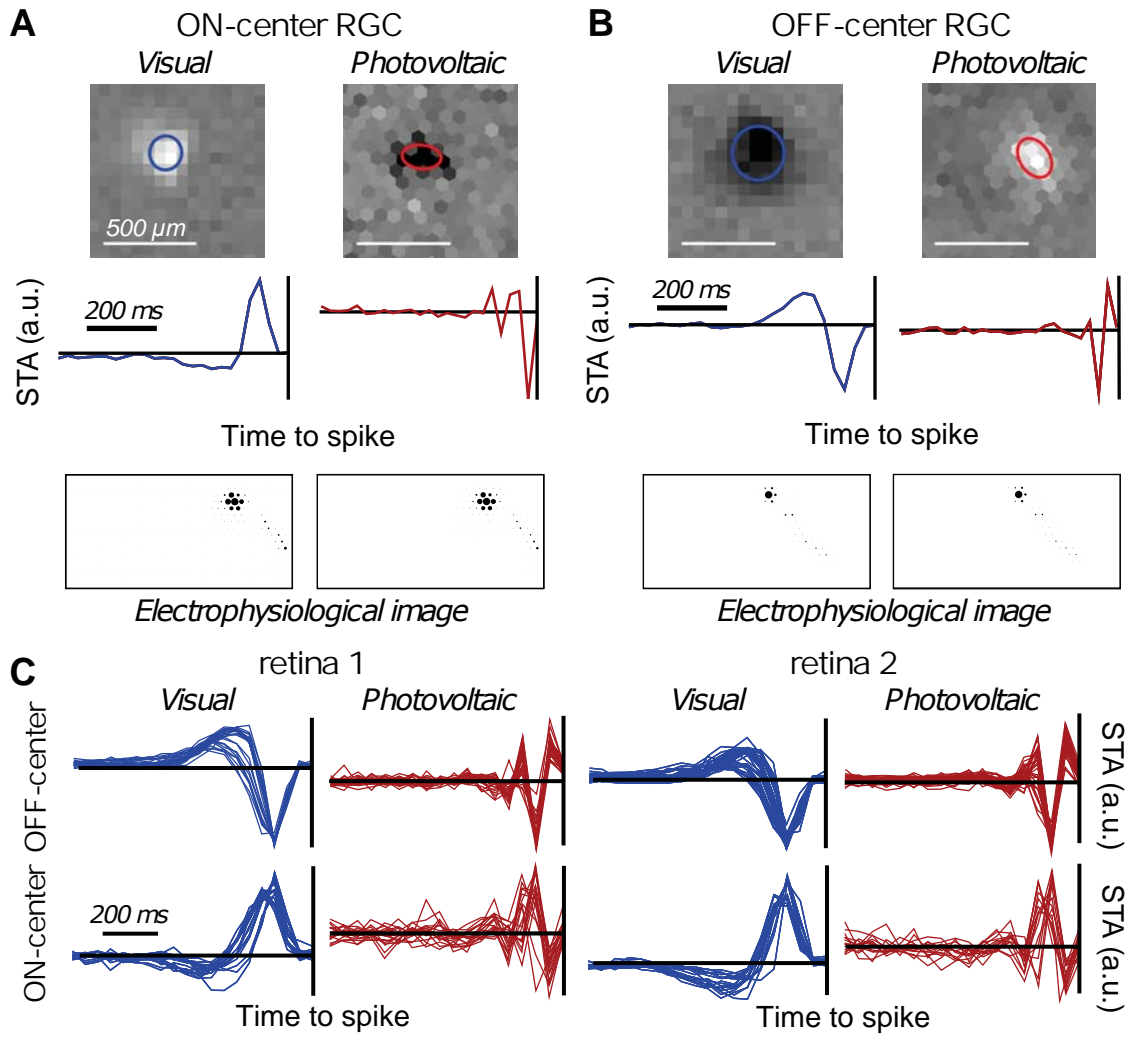 A
ON-center RGC
Visual
Photovoltaic
500 µm
STA (a.u.)
200 ms
Time to spike
Electrophysiological image
B
OFF-center RGC
Visual
Photovoltaic
STA (a.u.)
200 ms
Time to spike
Electrophysiological image
C
retina 1
Visual
Photovoltaic
retina 2
Visual
Photovoltaic
OFF-center
STA (a.u.)
ON-center
200 ms
STA (a.u.)
Time to spike
Time to spike